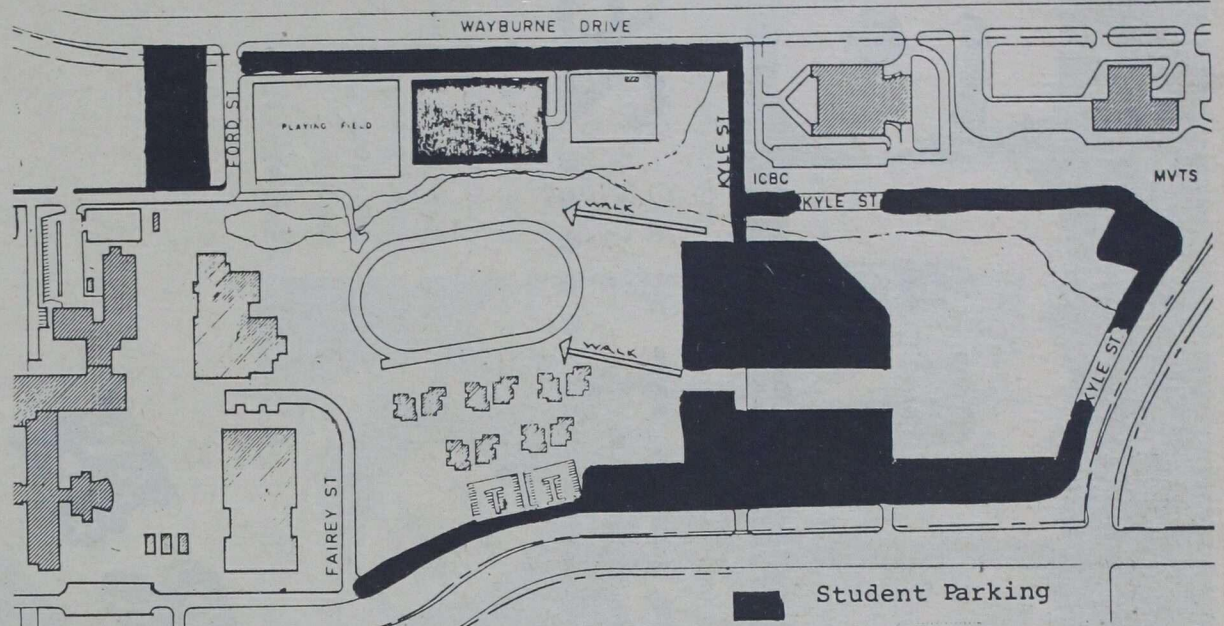 WAYBURNE DRIVE
FORD ST
PLAYING FIELD
KYLE ST
ICBC
MVTS
KYLE ST
WALK
WALK
KYLE ST
FAIREY ST
Student Parking